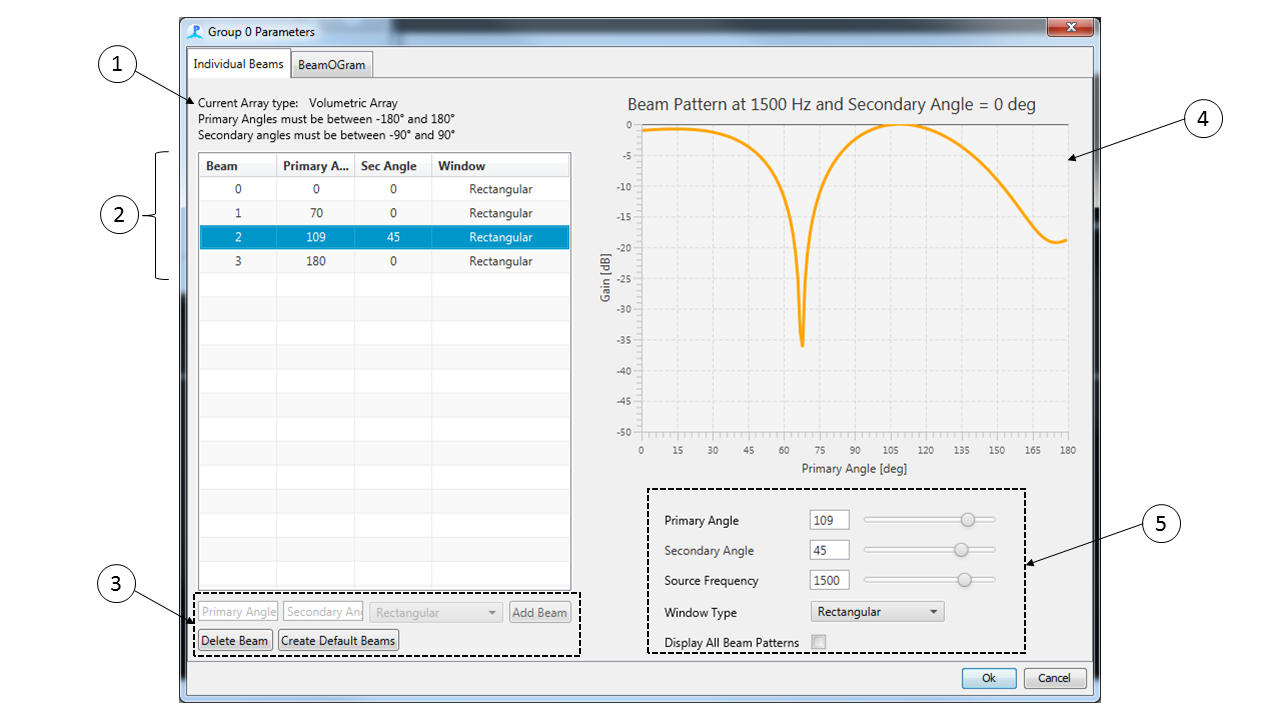 Group 0 Parameters
Individual Beams
BeamOGram
1
Current Array type: Volumetric Array
Primary Angles must be between -180° and 180°
Secondary angles must be between -90° and 90°
2
Beam Primary A... Sec Angle Window
0 0 0 Rectangular
1 70 0 Rectangular
2 109 45 Rectangular
3 180 0 Rectangular
3
Primary Angle Secondary An Rectangular Add Beam
Delete Beam Create Default Beams
Beam Pattern at 1500 Hz and Secondary Angle = 0 deg
4
0
-5
-10
-15
-20
-25
-30
-35
-40
-45
-50
Gain [dB]
0 15 30 45 60 75 90 105 120 135 150 165 180
Primary Angle [deg]
5
Primary Angle 109
Secondary Angle 45
Source Frequency 1500
Window Type Rectangular
Display All Beam Patterns
Ok Cancel